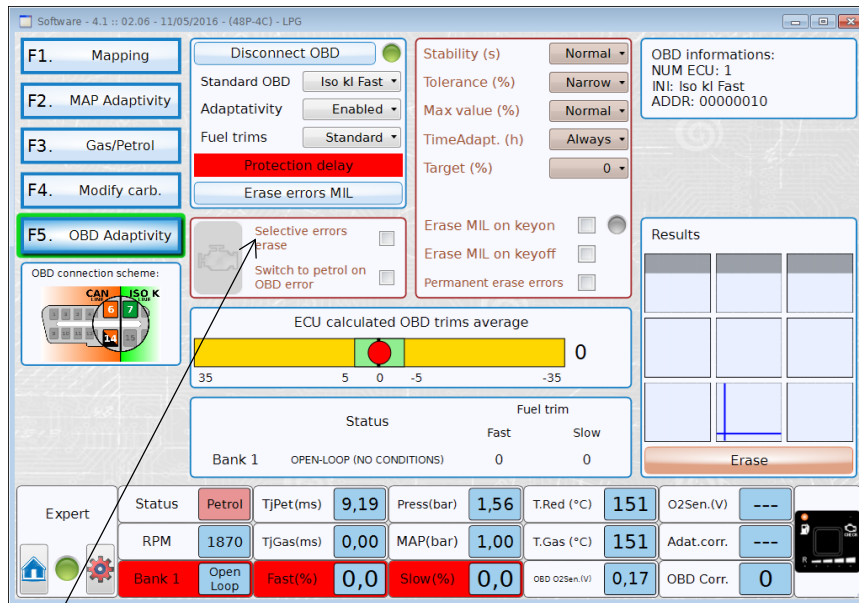 Software - 4.1 :: 02.06 - 11/05/2016 - (48P-4C) - LPG
F1. Mapping
F2. MAP Adaptivity
F3. Gas/Petrol
F4. Modify carb.
F5. OBD Adaptivity
OBD connection scheme:
CAN LINE ISO K LINE
6 7
14 15
Disconnect OBD
Standard OBD Iso kl Fast
Adaptativity Enabled
Fuel trims Standard
Protection delay
Erase errors MIL
Selective errors
erase
Switch to petrol on
OBD error
Stability (s) Normal
Tolerance (%) Narrow
Max value (%) Normal
TimeAdapt. (h) Always
Target (%) 0
Erase MIL on keyon
Erase MIL on keyoff
Permanent erase errors
OBD informations:
NUM ECU: 1
INI: Iso kl Fast
ADDR: 00000010
Results
Erase
ECU calculated OBD trims average
0
35 5 0 -5 -35
Fuel trim
Status
Fast Slow
Bank 1 OPEN-LOOP (NO CONDITIONS) 0 0
Expert
Status Petrol TjPet(ms) 9,19 Press(bar) 1,56 T.Red (°C) 151 O2Sen.(V) ---
RPM 1870 TjGas(ms) 0,00 MAP(bar) 1,00 T.Gas (°C) 151 Adat.corr. ---
Bank 1 Open Loop Fast(%) 0,0 Slow(%) 0,0 OBD O2Sen.(V) 0,17 OBD Corr. 0
R